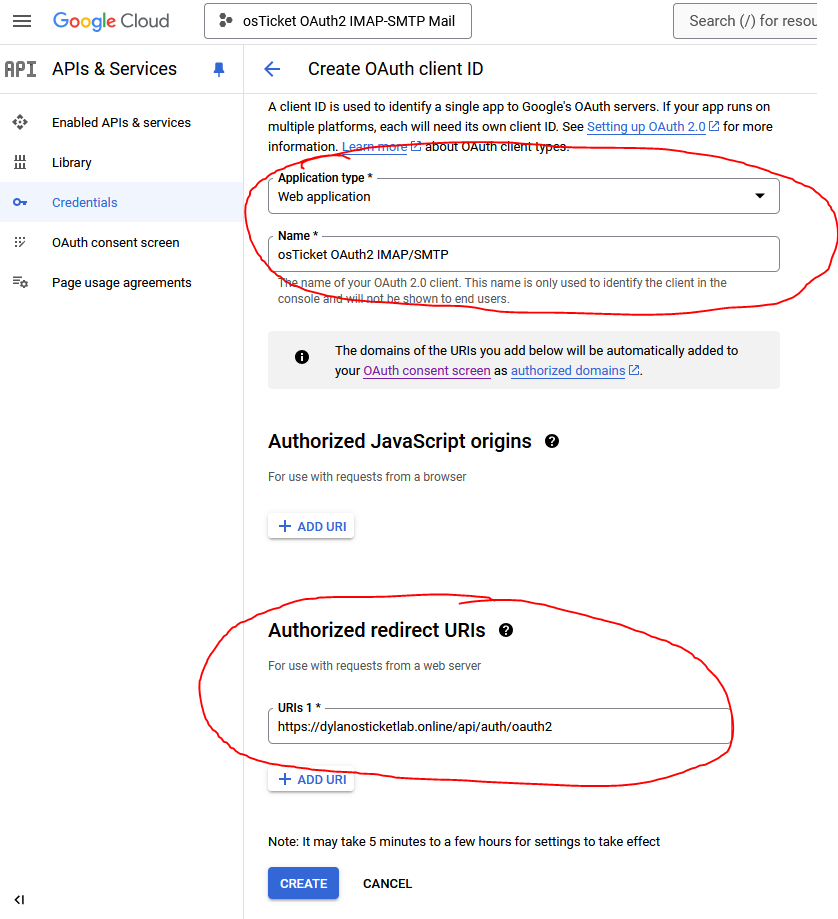 Google Cloud
osTicket OAuth2 IMAP-SMTP Mail
Search (/) for resou
API
APIs & Services
Create OAuth client ID
Enabled APIs & services
Library
Credentials
OAuth consent screen
Page usage agreements
A client ID is used to identify a single app to Google's OAuth servers. If your app runs on
multiple platforms, each will need its own client ID. See Setting up OAuth 2.0 for more
information. Learn more about OAuth client types.
Application type *
Web application
Name *
osTicket OAuth2 IMAP/SMTP
The name of your OAuth 2.0 client. This name is only used to identify the client in the
console and will not be shown to end users.
The domains of the URIs you add below will be automatically added to
your OAuth consent screen as authorized domains.
Authorized JavaScript origins
For use with requests from a browser
+ ADD URI
Authorized redirect URIs
For use with requests from a web server
URIs 1 *
https://dylanosticketlab.online/api/auth/oauth2
+ ADD URI
Note: It may take 5 minutes to a few hours for settings to take effect
CREATE
CANCEL